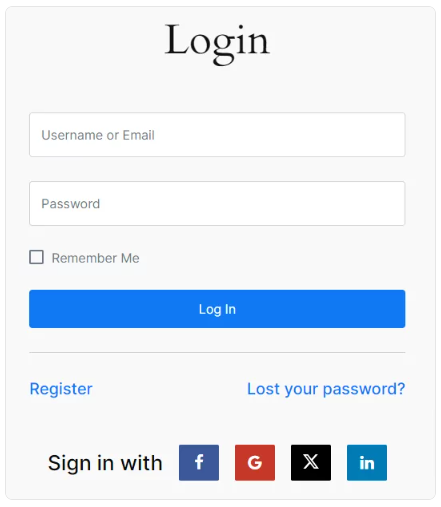 Login
Username or Email
Password
Remember Me
Log In
Register Lost your password?
Sign in with f G X in